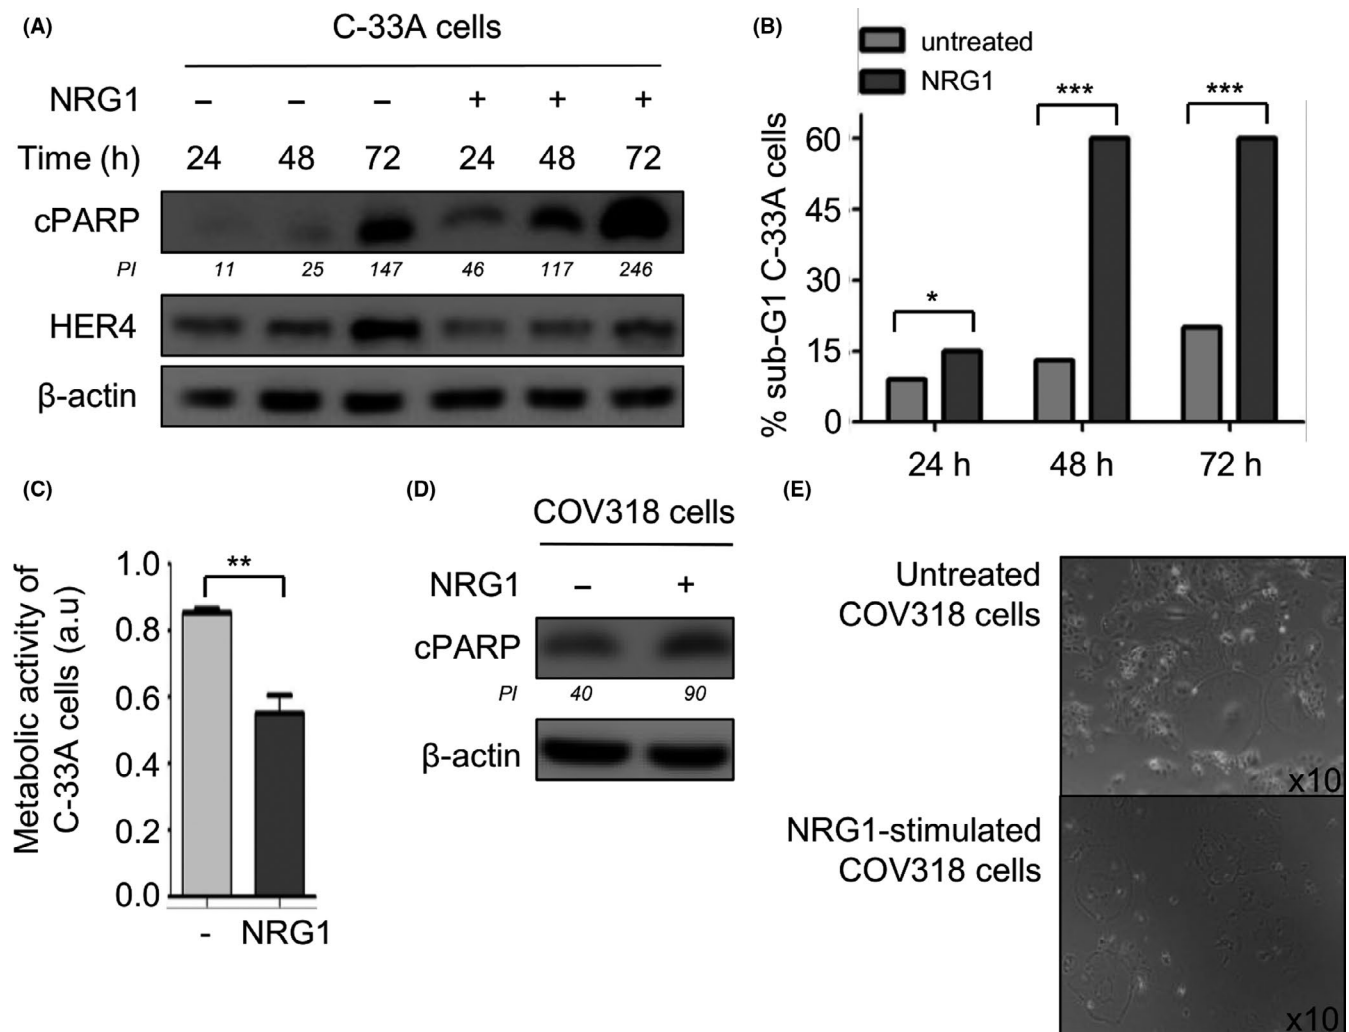 (A)
C-33A cells
NRG1 – – – + + +
Time (h) 24 48 72 24 48 72
cPARP
PI 11 25 147 46 117 246
HER4
β-actin
(B)
untreated
NRG1
% sub-G1 C-33A cells
60
45
30
15
0
* *** ***
24 h 48 h 72 h
(C)
Metabolic activity of
C-33A cells (a.u)
1.0
0.8
0.6
0.4
0.2
0.0
**
- NRG1
(D)
COV318 cells
NRG1 – +
cPARP
PI 40 90
β-actin
(E)
Untreated
COV318 cells
x10
NRG1-stimulated
COV318 cells
x10